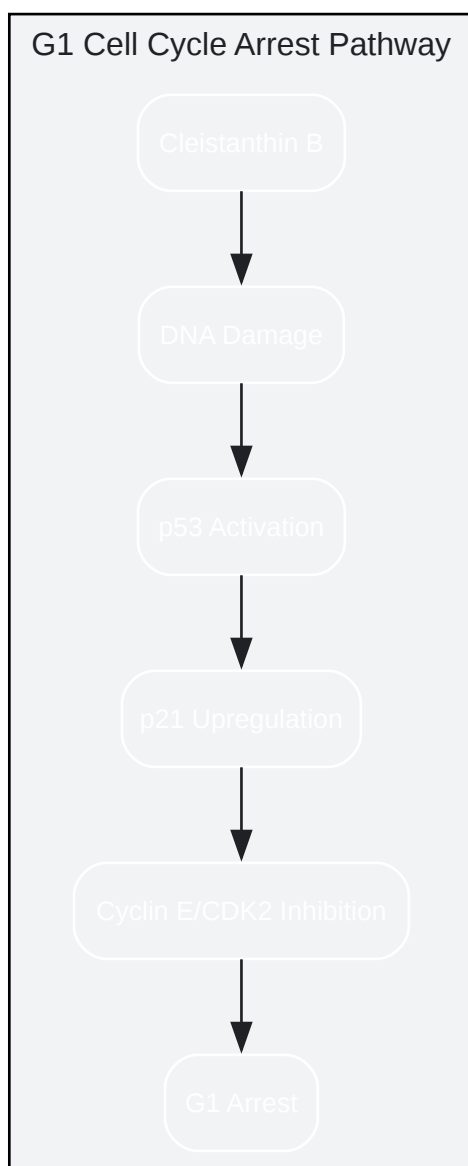 G1 Cell Cycle Arrest Pathway
Cleistanthin B
DNA Damage
p53 Activation
p21 Upregulation
Cyclin E/CDK2 Inhibition
G1 Arrest